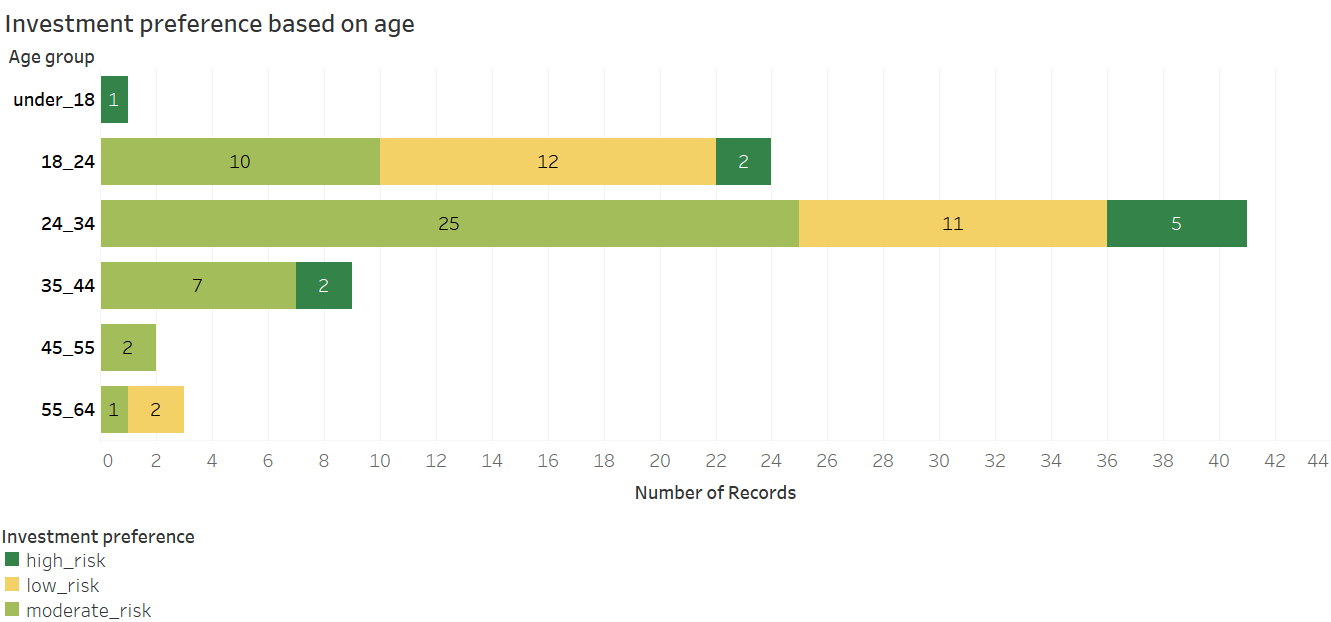 Investment preference based on age
Age group
under_18 1
18_24 10 12 2
24_34 25 11 5
35_44 7 2
45_55 2
55_64 1 2
0 2 4 6 8 10 12 14 16 18 20 22 24 26 28 30 32 34 36 38 40 42 44
Number of Records
Investment preference
high_risk
low_risk
moderate_risk